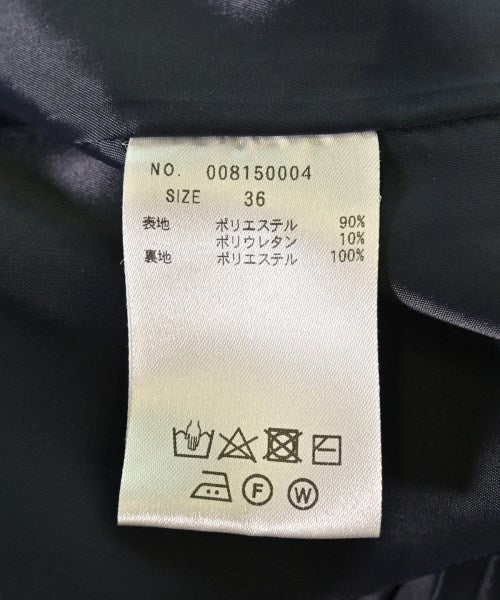 NO. 008150004
SIZE 36
表地 ポリエステル 90%
ポリウレタン 10%
裏地 ポリエステル 100%
F W